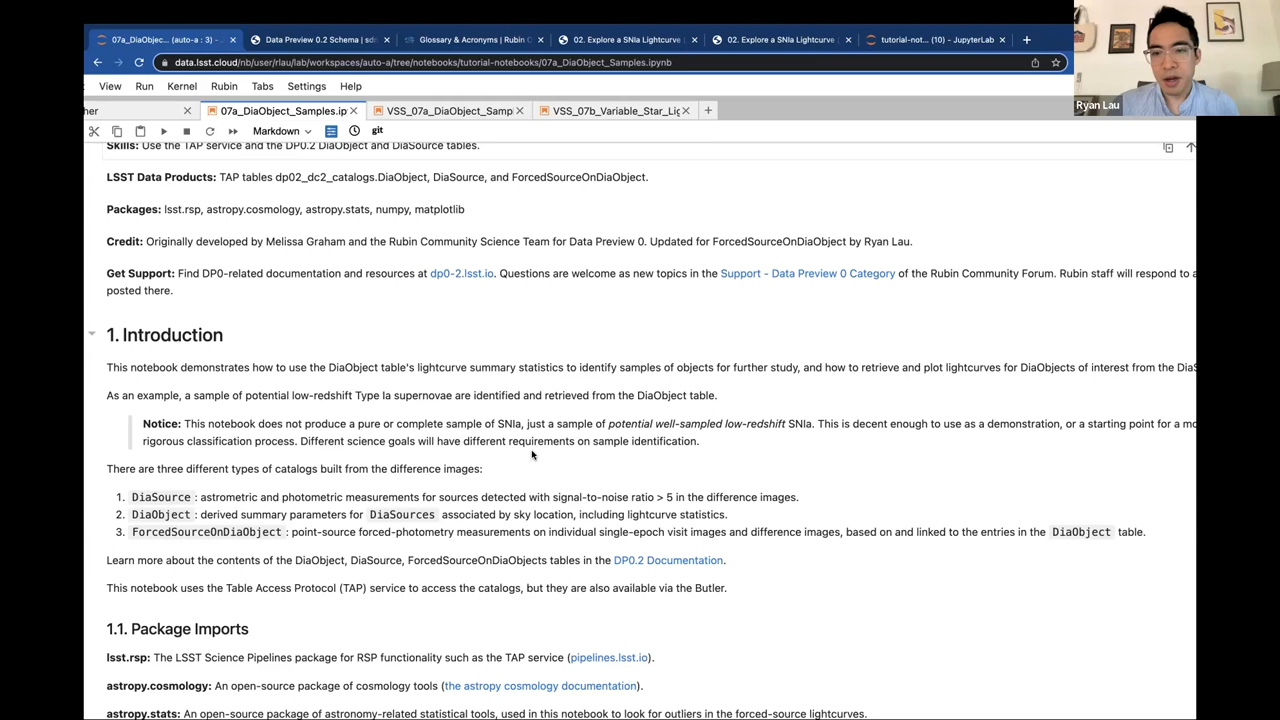 07a_DiaObjec... (auto-a : 3) -
Data Preview 0.2 Schema | sd
Glossary & Acronyms | Rubin C
02. Explore a SNIa Lightcurve
02. Explore a SNIa Lightcurve
tutorial-not... (10) - JupyterLab
data.lsst.cloud/nb/user/rlau/lab/workspaces/auto-a/tree/notebooks/tutorial-notebooks/07a_DiaObject_Samples.ipynb
View Run Kernel Rubin Tabs Settings Help
Ryan Lau
her
07a_DiaObject_Samples.ip
VSS_07a_DiaObject_Samp
VSS_07b_Variable_Star_Lig
Markdown
git
Skills: Use the TAP service and the DP0.2 DiaObject and DiaSource tables.
LSST Data Products: TAP tables dp02_dc2_catalogs.DiaObject, DiaSource, and ForcedSourceOnDiaObject.
Packages: lsst.rsp, astropy.cosmology, astropy.stats, numpy, matplotlib
Credit: Originally developed by Melissa Graham and the Rubin Community Science Team for Data Preview 0. Updated for ForcedSourceOnDiaObject by Ryan Lau.
Get Support: Find DP0-related documentation and resources at dp0-2.lsst.io. Questions are welcome as new topics in the Support - Data Preview 0 Category of the Rubin Community Forum. Rubin staff will respond to a
posted there.
1. Introduction
This notebook demonstrates how to use the DiaObject table's lightcurve summary statistics to identify samples of objects for further study, and how to retrieve and plot lightcurves for DiaObjects of interest from the DiaS
As an example, a sample of potential low-redshift Type Ia supernovae are identified and retrieved from the DiaObject table.
Notice: This notebook does not produce a pure or complete sample of SNIa, just a sample of potential well-sampled low-redshift SNIa. This is decent enough to use as a demonstration, or a starting point for a mo
rigorous classification process. Different science goals will have different requirements on sample identification.
There are three different types of catalogs built from the difference images:
1. DiaSource : astrometric and photometric measurements for sources detected with signal-to-noise ratio > 5 in the difference images.
2. DiaObject : derived summary parameters for DiaSources associated by sky location, including lightcurve statistics.
3. ForcedSourceOnDiaObject : point-source forced-photometry measurements on individual single-epoch visit images and difference images, based on and linked to the entries in the DiaObject table.
Learn more about the contents of the DiaObject, DiaSource, ForcedSourceOnDiaObjects tables in the DP0.2 Documentation.
This notebook uses the Table Access Protocol (TAP) service to access the catalogs, but they are also available via the Butler.
1.1. Package Imports
lsst.rsp: The LSST Science Pipelines package for RSP functionality such as the TAP service (pipelines.lsst.io).
astropy.cosmology: An open-source package of cosmology tools (the astropy cosmology documentation).
astropy.stats: An open-source package of astronomy-related statistical tools, used in this notebook to look for outliers in the forced-source lightcurves.